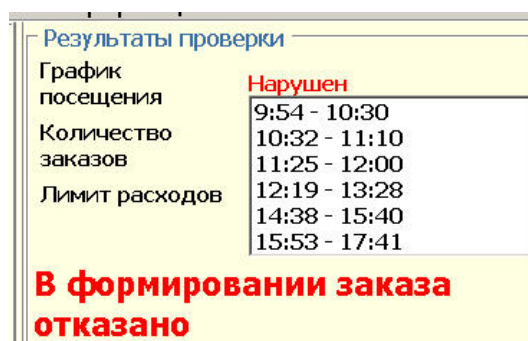 Результаты проверки
График
посещения
Нарушен
9:54 - 10:30
10:32 - 11:10
11:25 - 12:00
12:19 - 13:28
14:38 - 15:40
15:53 - 17:41
Количество
заказов
Лимит расходов
В формировании заказа
отказано